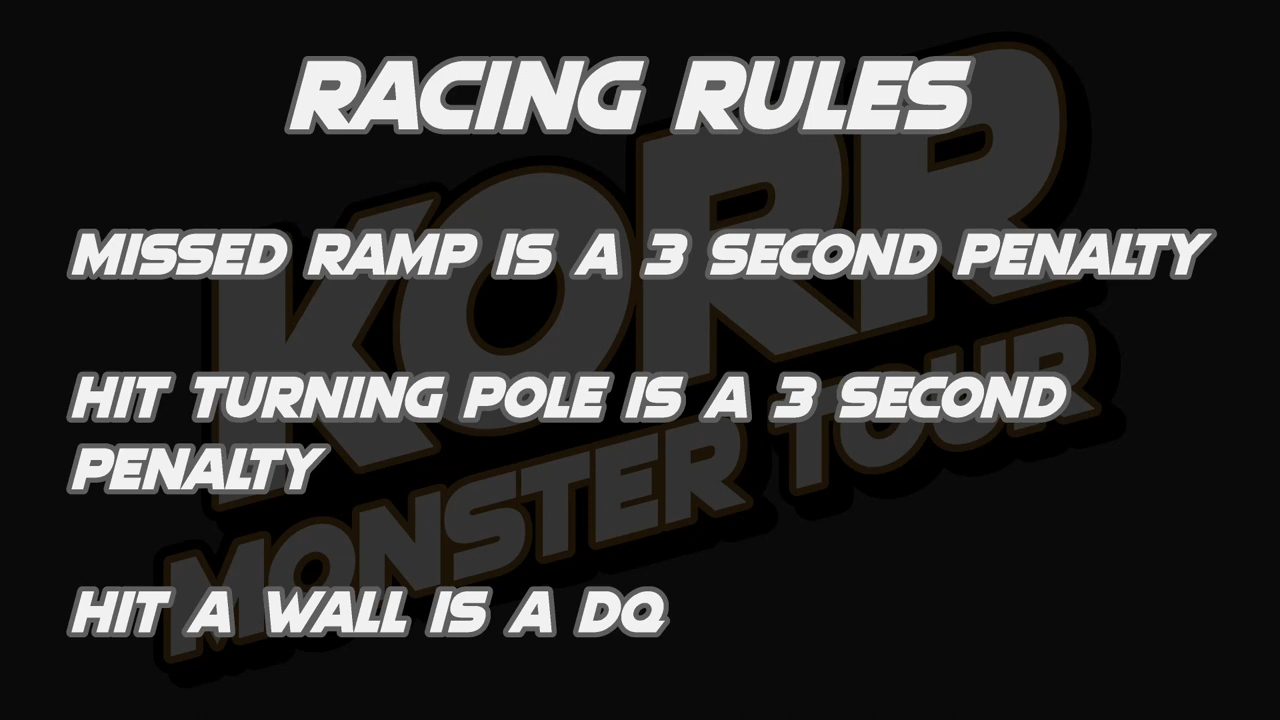 RACING RULES
MISSED RAMP IS A 3 SECOND PENALTY
HIT TURNING POLE IS A 3 SECOND
PENALTY
HIT A WALL IS A DQ
KORR
MONSTER TOUR